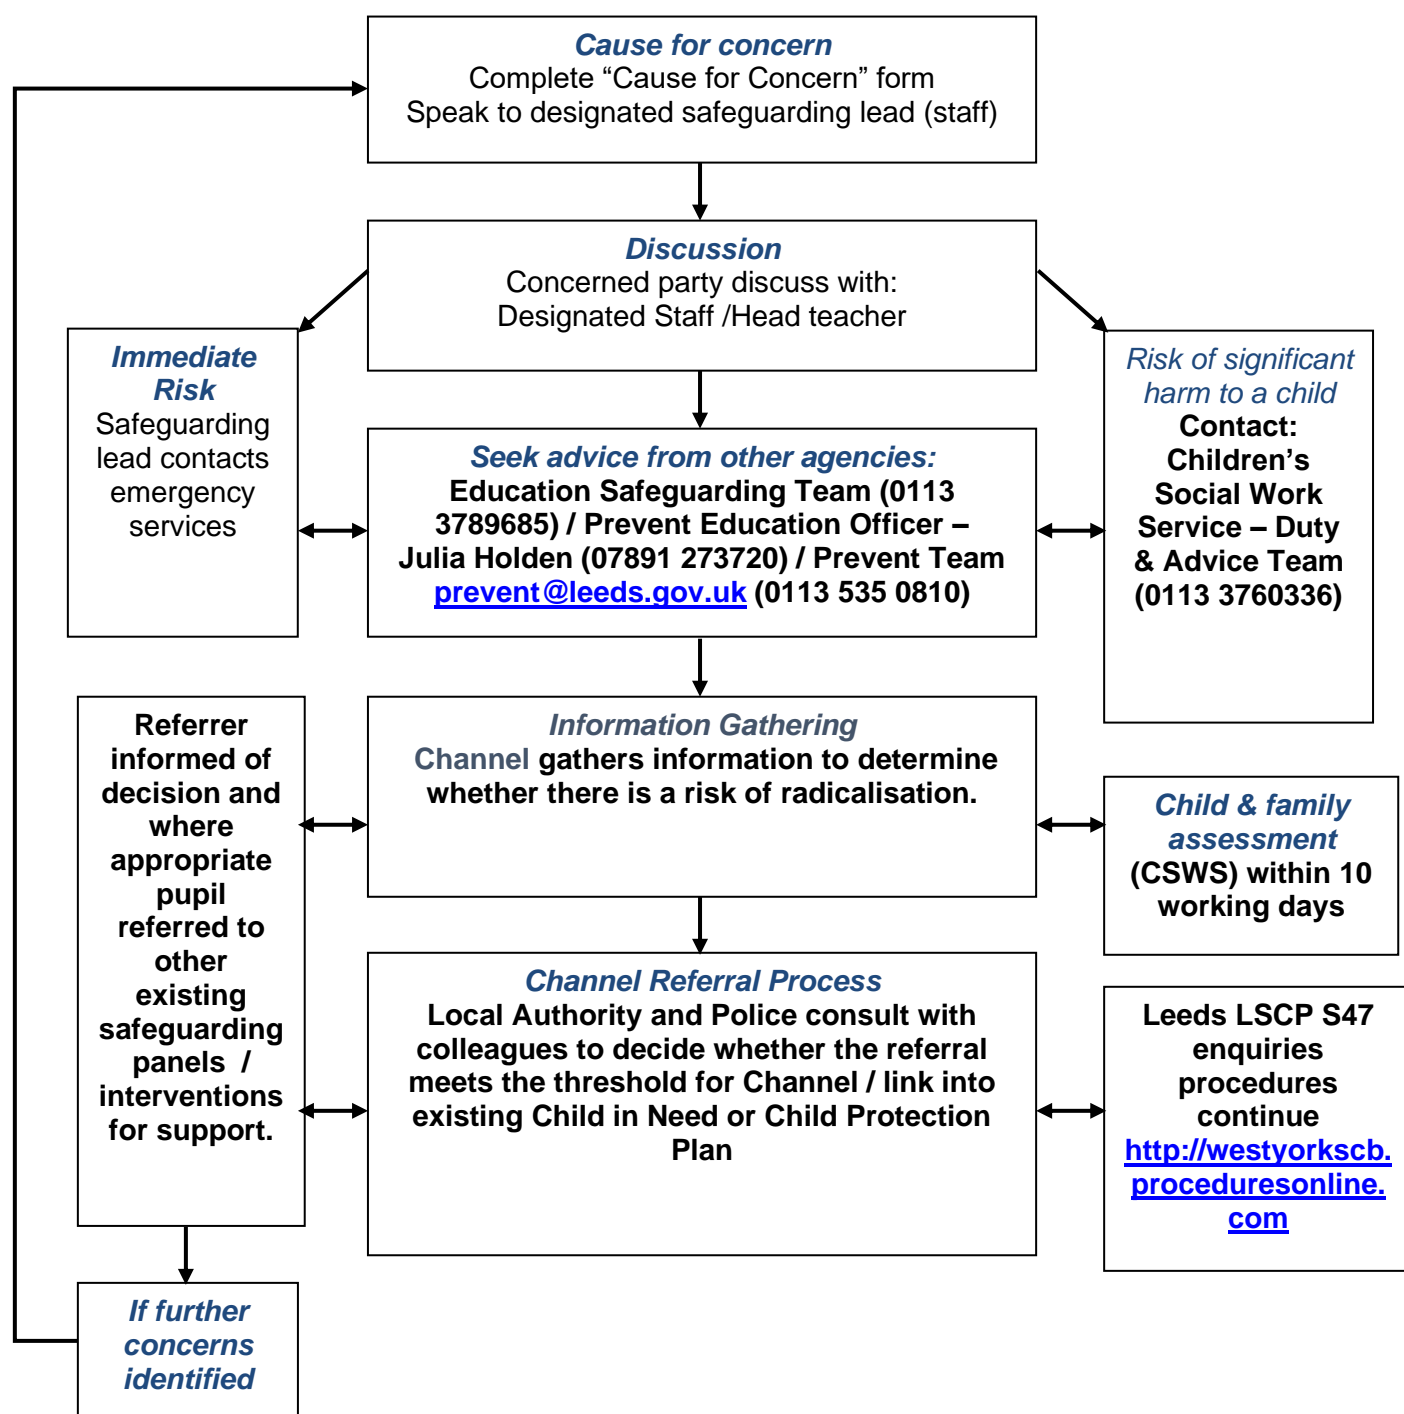 Cause for concern
Complete “Cause for Concern” form
Speak to designated safeguarding lead (staff)
Discussion
Concerned party discuss with:
Designated Staff /Head teacher
Immediate
Risk
Safeguarding
lead contacts
emergency
services
Seek advice from other agencies:
Education Safeguarding Team (0113
3789685) / Prevent Education Officer –
Julia Holden (07891 273720) / Prevent Team
prevent@leeds.gov.uk (0113 535 0810)
Risk of significant
harm to a child
Contact:
Children’s
Social Work
Service – Duty
& Advice Team
(0113 3760336)
Referrer
informed of
decision and
where
appropriate
pupil
referred to
other
existing
safeguarding
panels  /
interventions
for support.
Information Gathering
Channel gathers information to determine
whether there is a risk of radicalisation.
Child & family
assessment
(CSWS) within 10
working days
Channel Referral Process
Local Authority and Police consult with
colleagues to decide whether the referral
meets the threshold for Channel / link into
existing Child in Need or Child Protection
Plan
Leeds LSCP S47
enquiries
procedures
continue
http://westyorkscb.
proceduresonline.
com
If further
concerns
identified